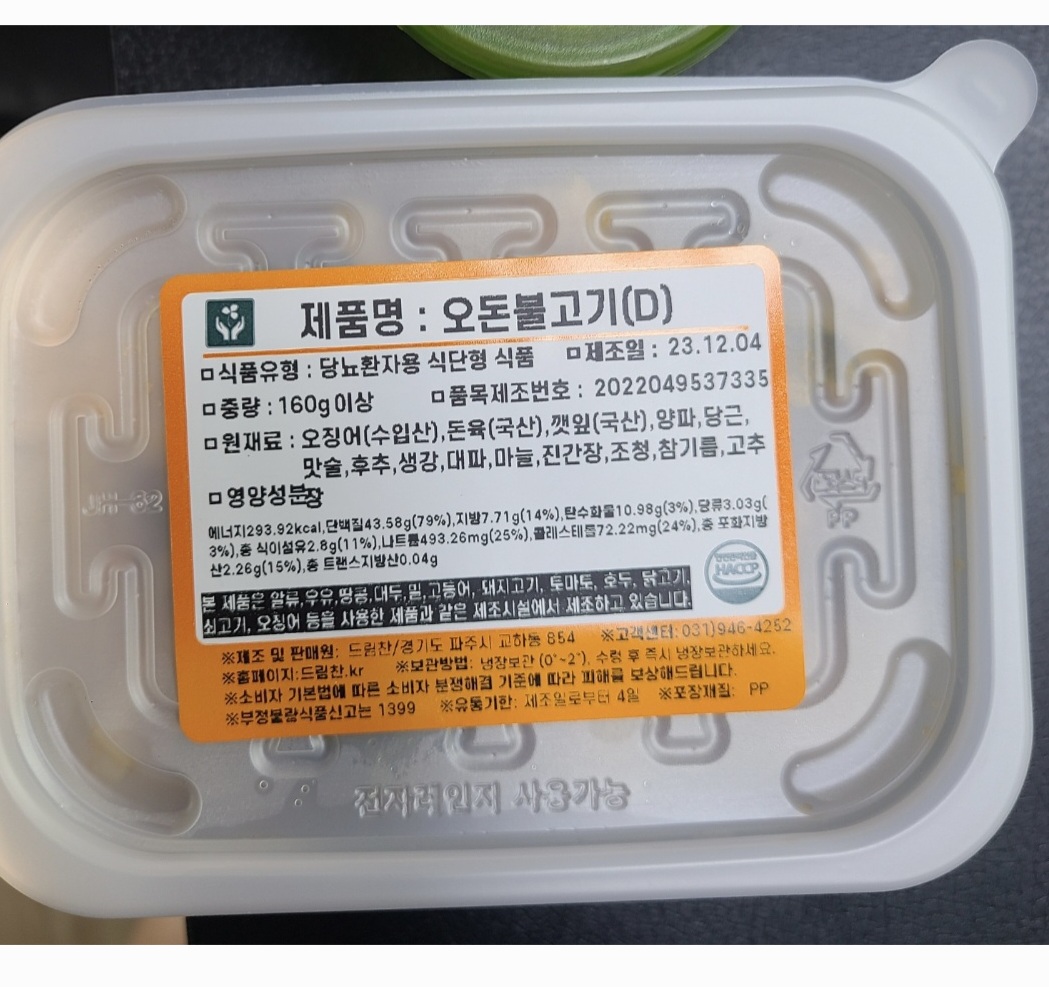 제품명 : 오돈불고기(D)
식품유형 : 당뇨환자용 식단형 식품 제조일 : 23.12.04
중량 : 160g이상 품목제조번호 : 2022049537335
원재료 : 오징어(수입산),돈육(국산),깻잎(국산),양파,당근,
맛술,후추,생강,대파,마늘,진간장,조청,참기름,고추
장
영양성분
에너지293.92kcal,단백질43.58g(79%),지방7.71g(14%),탄수화물10.98g(3%),당류3.03g(
3%),총 식이섬유2.8g(11%),나트륨493.26mg(25%),콜레스테롤72.22mg(24%),총 포화지방
산2.26g(15%),총 트랜스지방산0.04g
HACCP
본 제품은 알류,우유,땅콩,대두,밀,고등어, 돼지고기, 토마토, 호두, 닭고기,
쇠고기, 오징어 등을 사용한 제품과 같은 제조시설에서 제조하고 있습니다.
※제조 및 판매원: 드림찬/경기도 파주시 교하동 854 ※고객센터:031)946-4252
※홈페이지:드림찬.kr ※보관방법: 냉장보관 (0°~2°), 수령 후 즉시 냉장보관하세요.
※소비자 기본법에 따른 소비자 분쟁해결 기준에 따라 피해를 보상해드립니다.
※부정불량식품신고는 1399 ※유통기한: 제조일로부터 4일 ※포장재질: PP
PP
전자레인지 사용가능